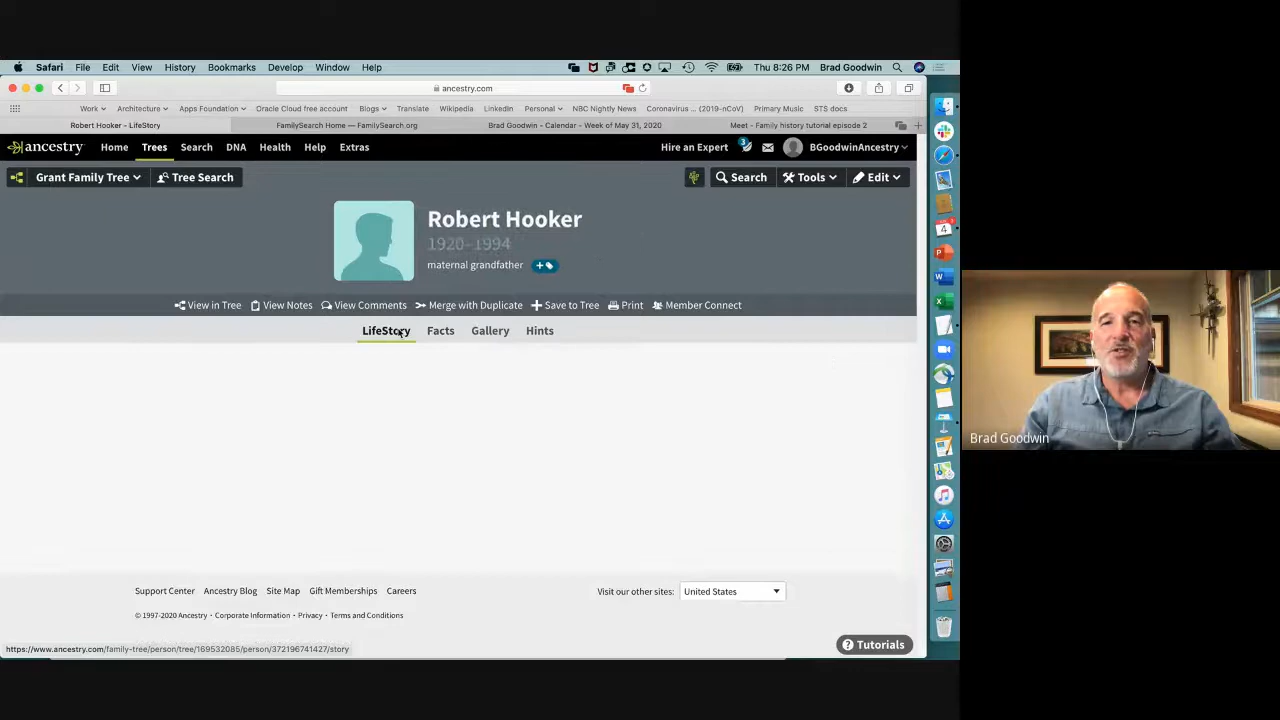 Safari File Edit View History Bookmarks Develop Window Help Thu 8:26 PM Brad Goodwin
ancestry.com
Work Architecture Apps Foundation Oracle Cloud free account Blogs Translate Wikipedia LinkedIn Personal NBC Nightly News Coronavirus ... (2019-nCoV) Primary Music STS docs
Robert Hooker - LifeStory FamilySearch Home — FamilySearch.org Brad Goodwin - Calendar - Week of May 31, 2020 Meet - Family history tutorial episode 2
ancestry Home Trees Search DNA Health Help Extras Hire an Expert 3 BGoodwinAncestry
Grant Family Tree Tree Search Search Tools Edit
Robert Hooker
1920–1994
maternal grandfather
View in Tree View Notes View Comments Merge with Duplicate Save to Tree Print Member Connect
LifeStory Facts Gallery Hints
Brad Goodwin
Support Center Ancestry Blog Site Map Gift Memberships Careers Visit our other sites: United States
© 1997-2020 Ancestry · Corporate Information · Privacy · Terms and Conditions
Tutorials
https://www.ancestry.com/family-tree/person/tree/169532085/person/372196741427/story